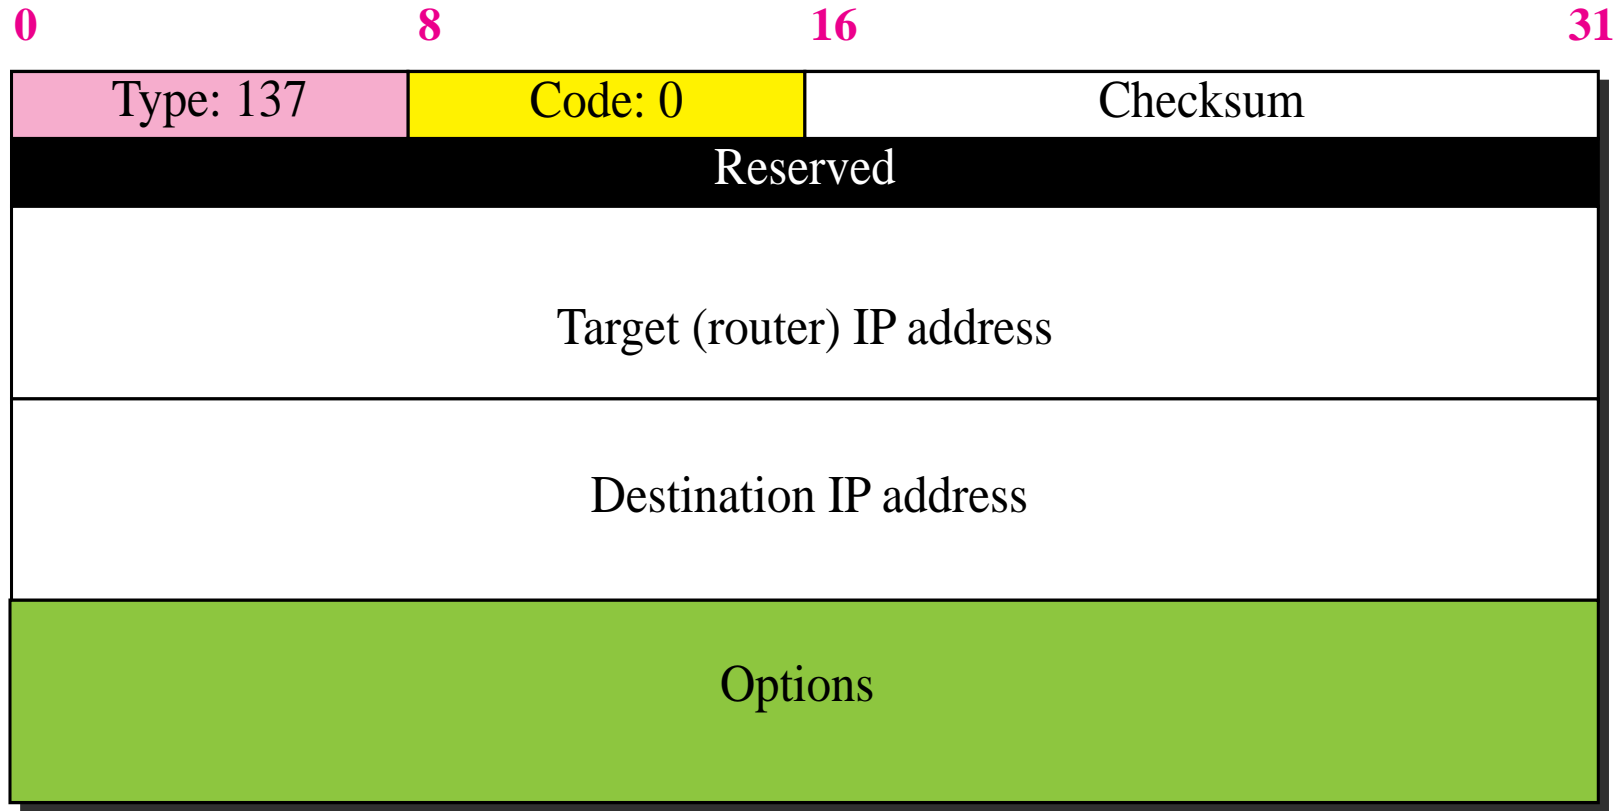 0 8 16 31
Type: 137 Code: 0 Checksum
Reserved
Target (router) IP address
Destination IP address
Options